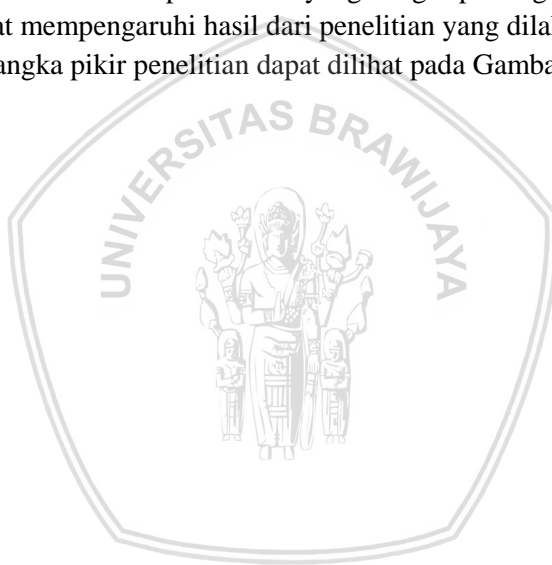 at mempengaruhi hasil dari penelitian yang dila
angka pikir penelitian dapat dilihat pada Gamba
UNIVERSITAS BRAWIJAYA